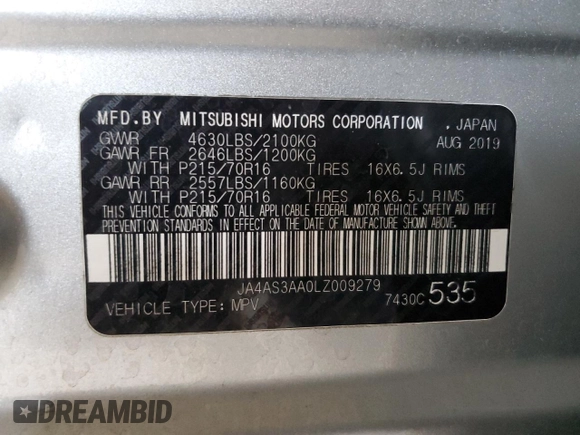 MFD.BY MITSUBISHI MOTORS CORPORATION , JAPAN
GVWR 4630LBS/2100KG AUG 2019
GAWR FR 2646LBS/1200KG
WITH P215/70R16 TIRES 16X6.5J RIMS
GAWR RR 2557LBS/1160KG
WITH P215/70R16 TIRES 16X6.5J RIMS
THIS VEHICLE CONFORMS TO ALL APPLICABLE FEDERAL MOTOR VEHICLE SAFETY AND THEFT
PREVENTION STANDARDS IN EFFECT ON THE DATE OF MANUFACTURE SHOWN ABOVE.
JA4AS3AA0LZ009279
VEHICLE TYPE: MPV 7430C 535
DREAMBID